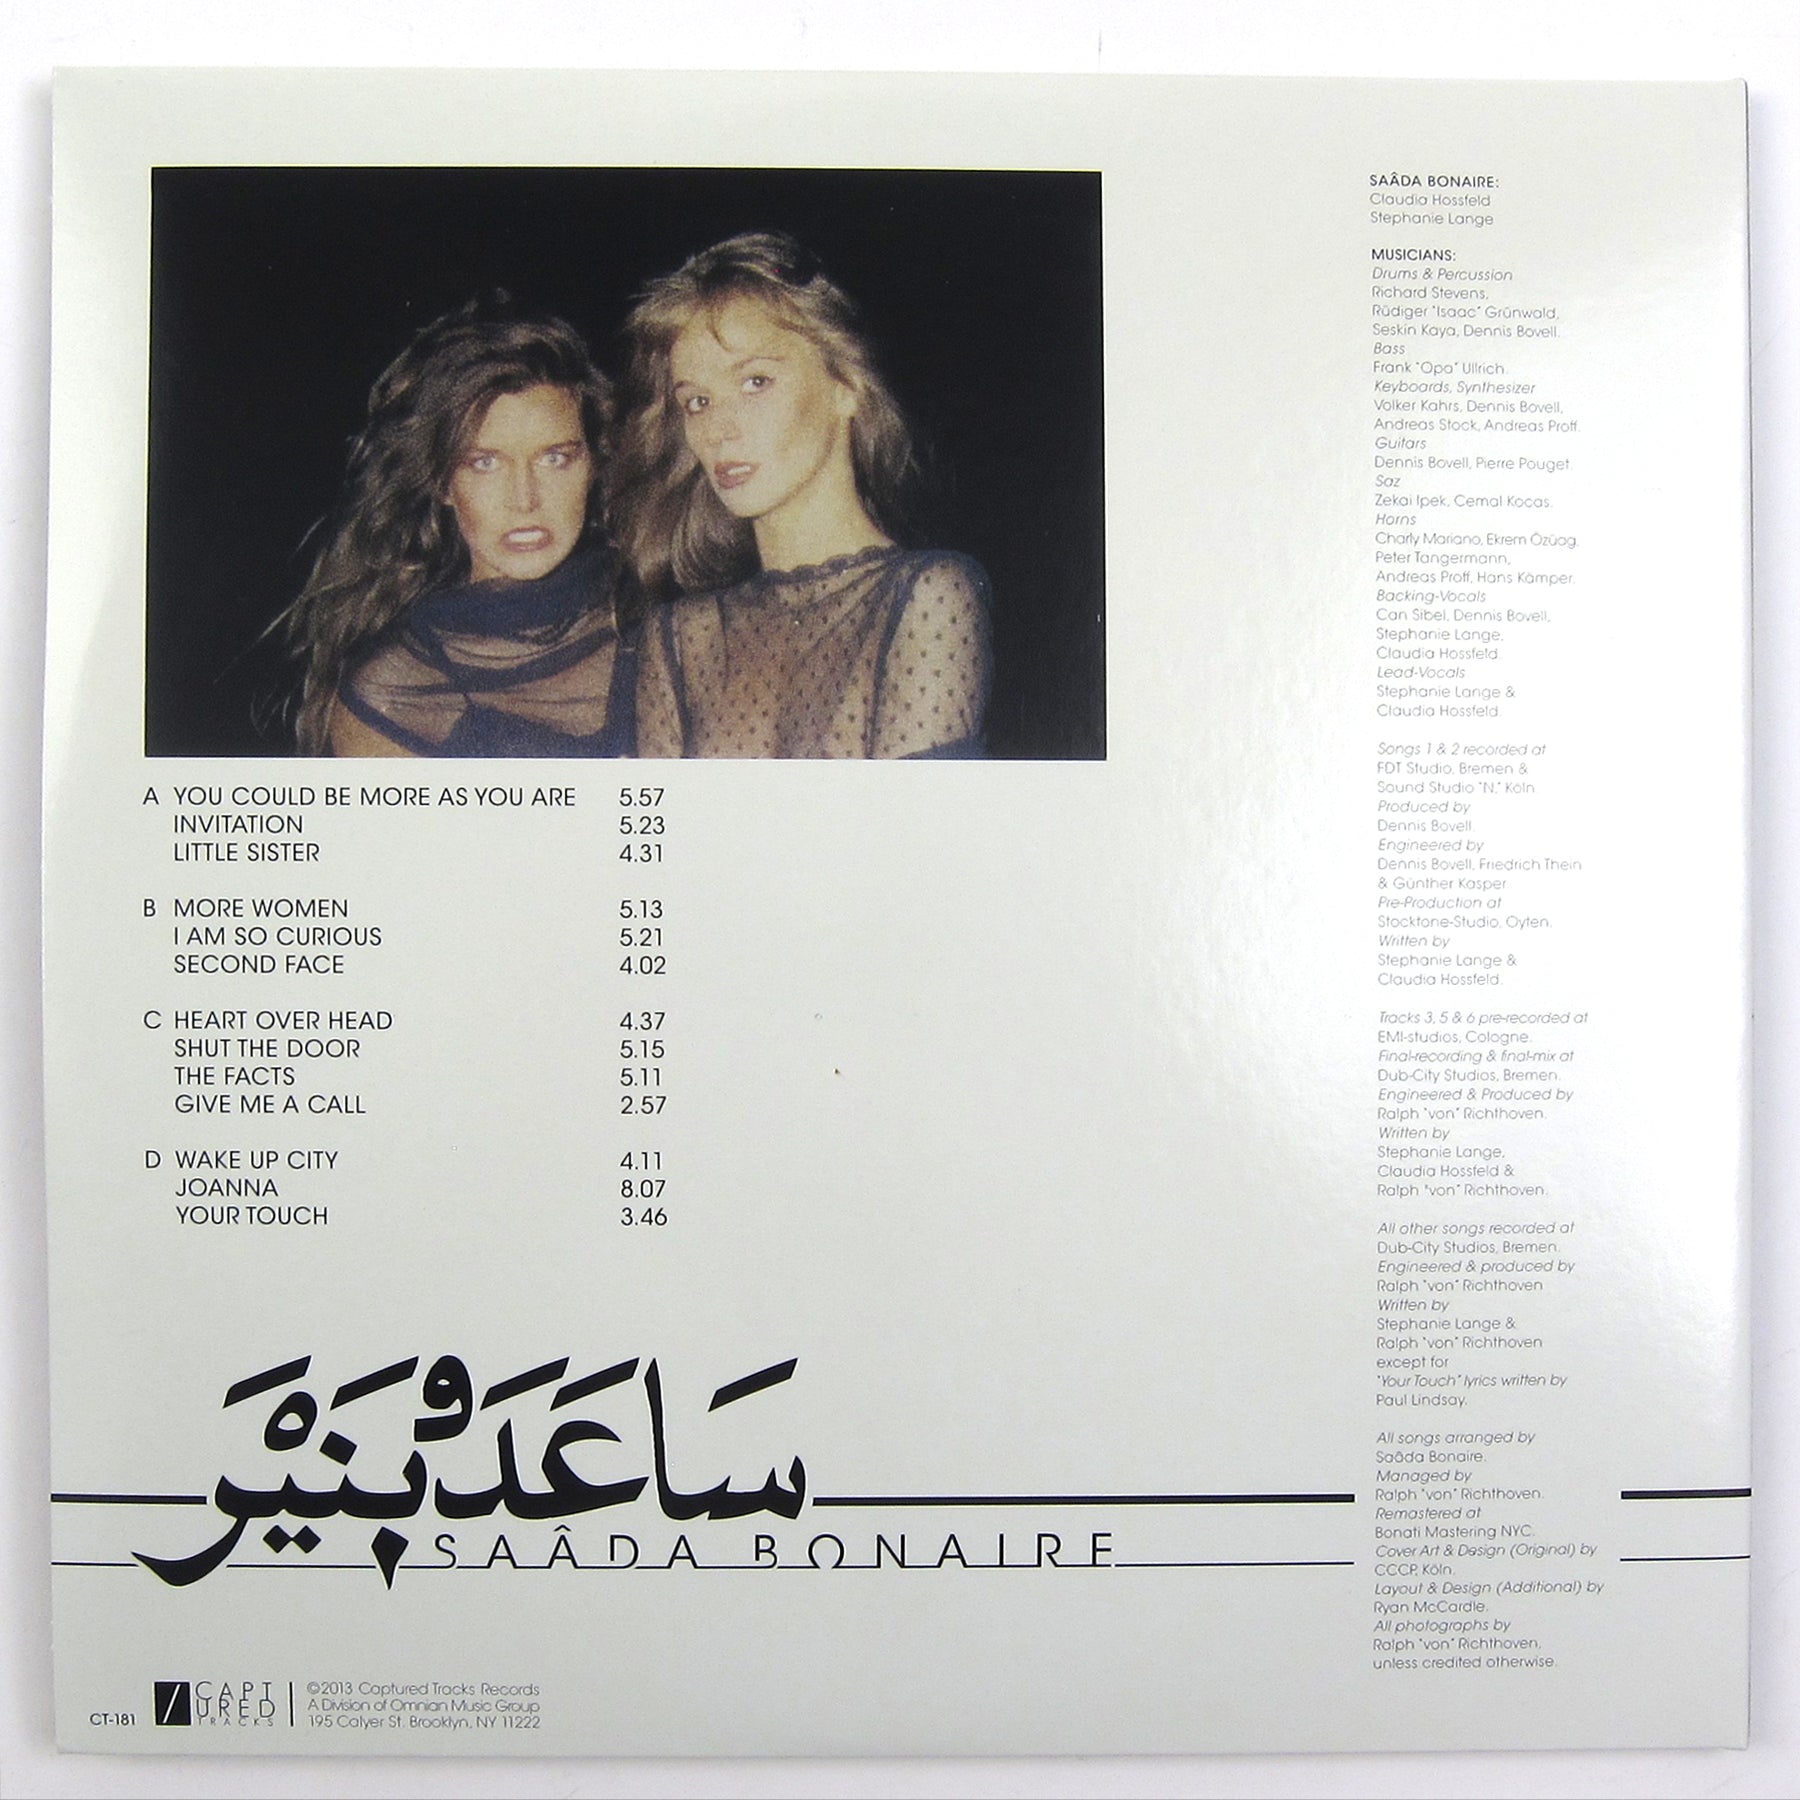 A YOU COULD BE MORE AS YOU ARE 5.57
INVITATION 5.23
LITTLE SISTER 4.31
B MORE WOMEN 5.13
I AM SO CURIOUS 5.21
SECOND FACE 4.02
C HEART OVER HEAD 4.37
SHUT THE DOOR 5.15
THE FACTS 5.11
GIVE ME A CALL 2.57
D WAKE UP CITY 4.11
JOANNA 8.07
YOUR TOUCH 3.46
سَاعَدَ وبَنَيْرَ
SAÂDA BONAIRE
CT-181
CAPT
URED
TRACKS
©2013 Captured Tracks Records
A Division of Omnian Music Group
195 Calyer St. Brooklyn, NY 11222
SAÂDA BONAIRE:
Claudia Hossfeld
Stephanie Lange
MUSICIANS:
Drums & Percussion
Richard Stevens,
Rüdiger "Isaac" Grünwald,
Seskin Kaya, Dennis Bovell.
Bass
Frank "Opa" Ullrich.
Keyboards, Synthesizer
Volker Kahrs, Dennis Bovell,
Andreas Stock, Andreas Proff.
Guitars
Dennis Bovell, Pierre Pouget.
Saz
Zekai Ipek, Cemal Kocas.
Horns
Charly Mariano, Ekrem Özüag,
Peter Tangermann,
Andreas Proff, Hans Kämper.
Backing-Vocals
Can Sibel, Dennis Bovell,
Stephanie Lange,
Claudia Hossfeld.
Lead-Vocals
Stephanie Lange &
Claudia Hossfeld.
Songs 1 & 2 recorded at
FDT Studio, Bremen &
Sound Studio "N," Köln.
Produced by
Dennis Bovell.
Engineered by
Dennis Bovell, Friedrich Thein
& Günther Kasper
Pre-Production at
Stocktone-Studio, Oyten.
Written by
Stephanie Lange &
Claudia Hossfeld.
Tracks 3, 5 & 6 pre-recorded at
EMI-studios, Cologne.
Final-recording & final-mix at
Dub-City Studios, Bremen.
Engineered & Produced by
Ralph "von" Richthoven.
Written by
Stephanie Lange,
Claudia Hossfeld &
Ralph "von" Richthoven.
All other songs recorded at
Dub-City Studios, Bremen.
Engineered & produced by
Ralph "von" Richthoven
Written by
Stephanie Lange &
Ralph "von" Richthoven
except for
"Your Touch" lyrics written by
Paul Lindsay.
All songs arranged by
Saâda Bonaire.
Managed by
Ralph "von" Richthoven.
Remastered at
Bonati Mastering NYC.
Cover Art & Design (Original) by
CCCP, Köln.
Layout & Design (Additional) by
Ryan McCardle.
All photographs by
Ralph "von" Richthoven,
unless credited otherwise.